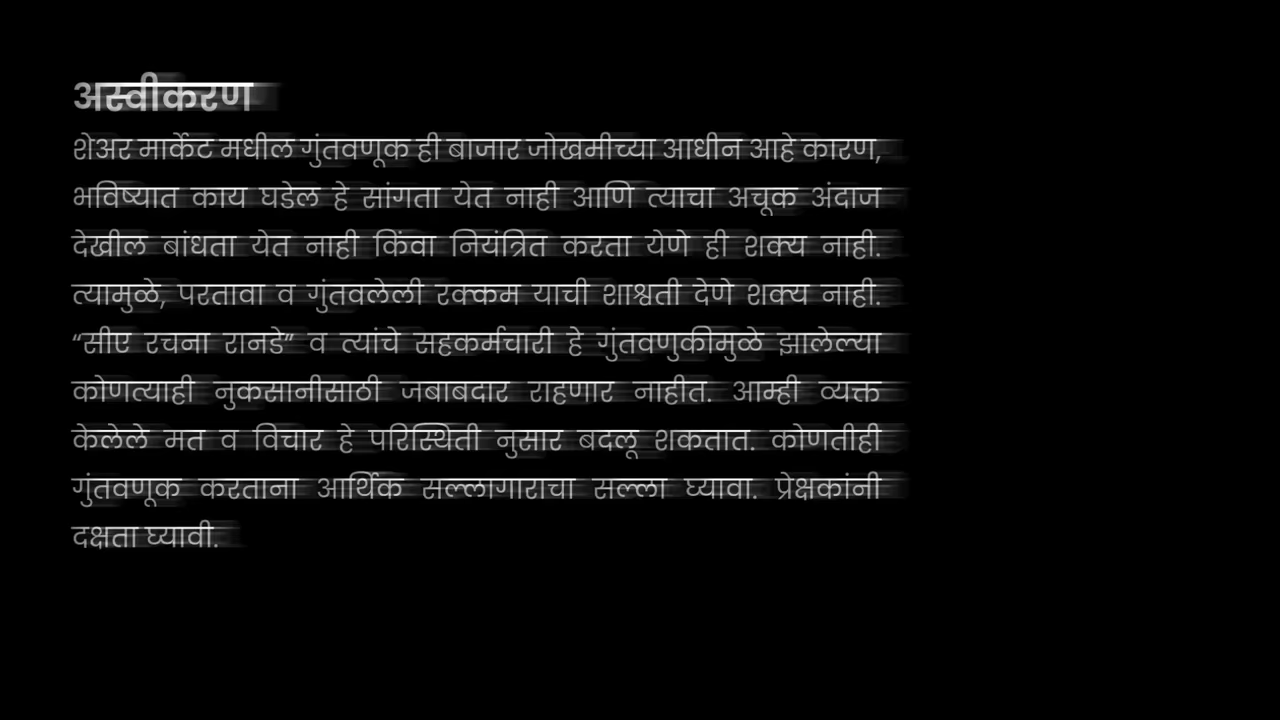 अस्वीकरण
शेअर मार्केट मधील गुंतवणूक ही बाजार जोखमीच्या आधीन आहे कारण,
भविष्यात काय घडेल हे सांगता येत नाही आणि त्याचा अचूक अंदाज
देखील बांधता येत नाही किंवा नियंत्रित करता येणे ही शक्य नाही.
त्यामुळे, परतावा व गुंतवलेली रक्कम याची शाश्वती देणे शक्य नाही.
“सीए रचना रानडे” व त्यांचे सहकर्मचारी हे गुंतवणुकीमुळे झालेल्या
कोणत्याही नुकसानीसाठी जबाबदार राहणार नाहीत. आम्ही व्यक्त
केलेले मत व विचार हे परिस्थिती नुसार बदलू शकतात. कोणतीही
गुंतवणूक करताना आर्थिक सल्लागाराचा सल्ला घ्यावा. प्रेक्षकांनी
दक्षता घ्यावी.